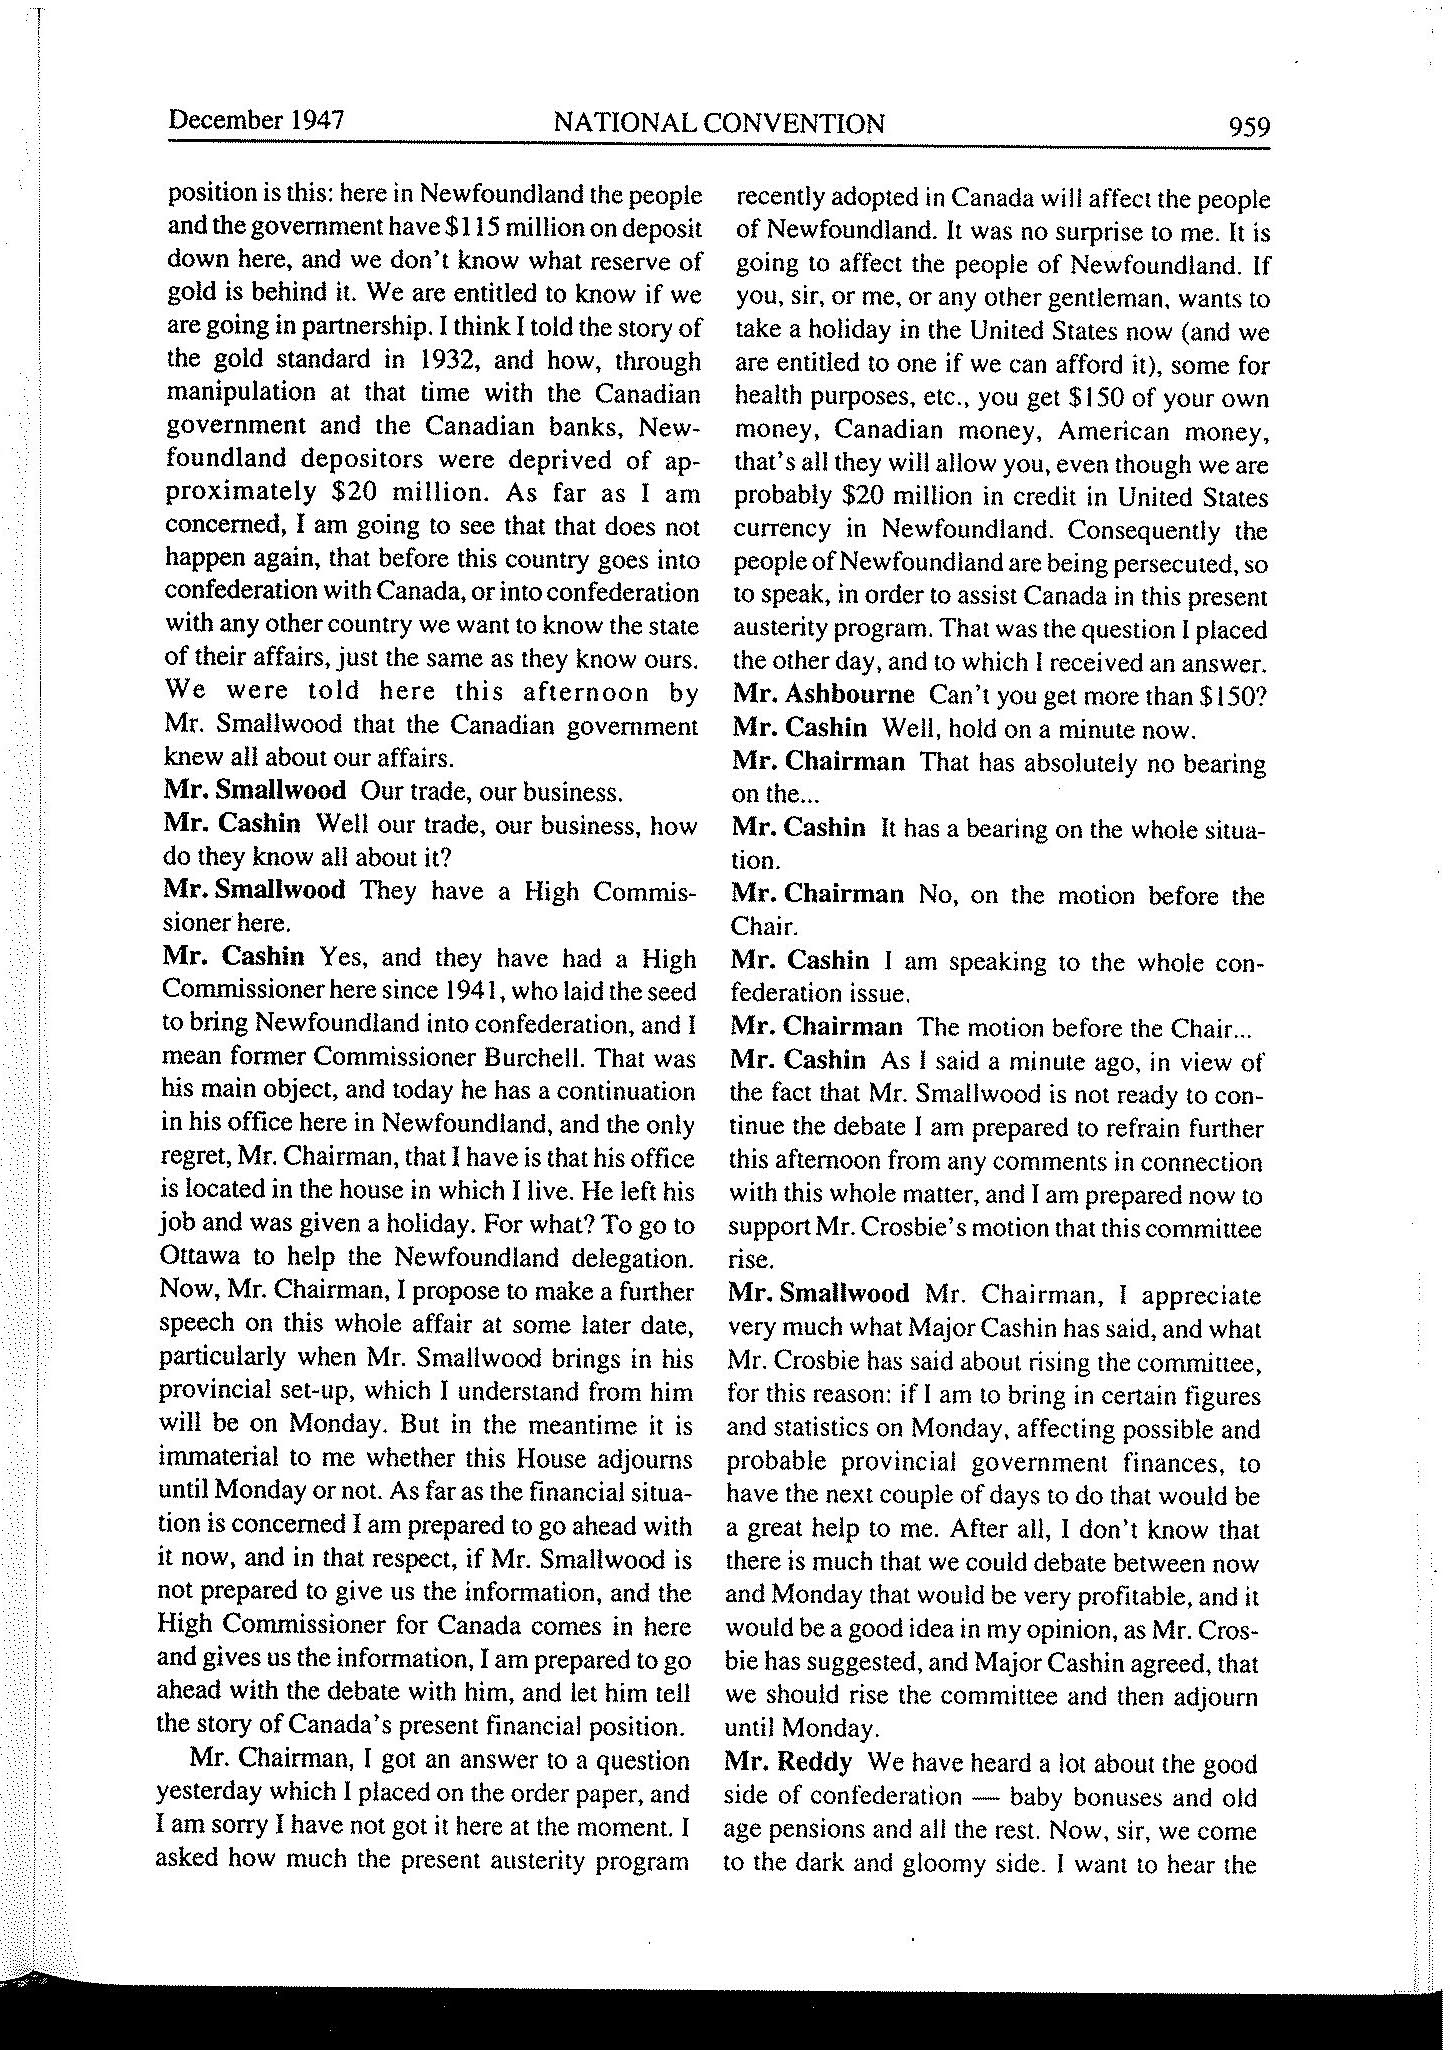 December 1947 NATIONAL CONVENTION 959
position is this: here in Newfoundland the people
and the government have $115 million on deposit
down here, and we don't know what reserve of
gold is behind it. We are entitled to know if we
are going in partnership. I think I told the story of
the gold standard in 1932, and how, through
manipulation at that time with the Canadian
government and the Canadian banks, New-
foundland depositors were deprived of ap-
proximately $20 million. As far as I am
concerned, I am going to see that that does not
happen again, that before this country goes into
confederation with Canada, or into confederation
with any other country we want to know the state
of their affairs, just the same as they know ours.
We were told here this afternoon by
Mr. Smallwood that the Canadian government
knew all about our affairs.
Mr. Smallwood Our trade, our business.
Mr. Cashin Well our trade, our business, how
do they know all about it?
Mr. Smallwood They have a High Commis-
sioner here.
Mr. Cashin Yes, and they have had a High
Commissioner here since 1941, who laid the seed
to bring Newfoundland into confederation, and I
mean former Commissioner Burchell. That was
his main object, and today he has a continuation
in his office here in Newfoundland, and the only
regret, Mr. Chairman, that I have is that his office
is located in the house in which I live. He left his
job and was given a holiday. For what? To go to
Ottawa to help the Newfoundland delegation.
Now, Mr. Chairman, I propose to make a further
speech on this whole affair at some later date,
particularly when Mr. Smallwood brings in his
provincial set-up, which I understand from him
will be on Monday. But in the meantime it is
immaterial to me whether this House adjourns
until Monday or not. As far as the financial situa-
tion is concerned I am prepared to go ahead with
it now, and in that respect, if Mr. Smallwood is
not prepared to give us the information, and the
High Commissioner for Canada comes in here
and gives us the information, I am prepared to go
ahead with the debate with him, and let him tell
the story of Canada's present financial position.
Mr. Chairman, I got an answer to a question
yesterday which I placed on the order paper, and
I am sorry I have not got it here at the moment. I
asked how much the present austerity program
recently adopted in Canada will affect the people
of Newfoundland. It was no surprise to me. It is
going to affect the people of Newfoundland. If
you, sir, or me, or any other gentleman, wants to
take a holiday in the United States now (and we
are entitled to one if we can afford it), some for
health purposes, etc., you get $150 of your own
money, Canadian money, American money,
that's all they will allow you, even though we are
probably $20 million in credit in United States
currency in Newfoundland. Consequently the
people of Newfoundland are being persecuted, so
to speak, in order to assist Canada in this present
austerity program. That was the question I placed
the other day, and to which I received an answer.
Mr. Ashbourne Can't you get more than $150?
Mr. Cashin Well, hold on a minute now.
Mr. Chairman That has absolutely no bearing
on the...
Mr. Cashin It has a bearing on the whole situa-
tion.
Mr. Chairman No, on the motion before the
Chair.
Mr. Cashin I am speaking to the whole con-
federation issue.
Mr. Chairman The motion before the Chair...
Mr. Cashin As I said a minute ago, in view of
the fact that Mr. Smallwood is not ready to con-
tinue the debate I am prepared to refrain further
this afternoon from any comments in connection
with this whole matter, and I am prepared now to
support Mr. Crosbie's motion that this committee
rise.
Mr. Smallwood Mr. Chairman, I appreciate
very much what Major Cashin has said, and what
Mr. Crosbie has said about rising the committee,
for this reason: if I am to bring in certain figures
and statistics on Monday, affecting possible and
probable provincial government finances, to
have the next couple of days to do that would be
a great help to me. After all, I don't know that
there is much that we could debate between now
and Monday that would be very profitable, and it
would be a good idea in my opinion, as Mr. Cros-
bie has suggested, and Major Cashin agreed, that
we should rise the committee and then adjourn
until Monday.
Mr. Reddy We have heard a lot about the good
side of confederation — baby bonuses and old
age pensions and all the rest. Now, sir, we come
to the dark and gloomy side. I want to hear the